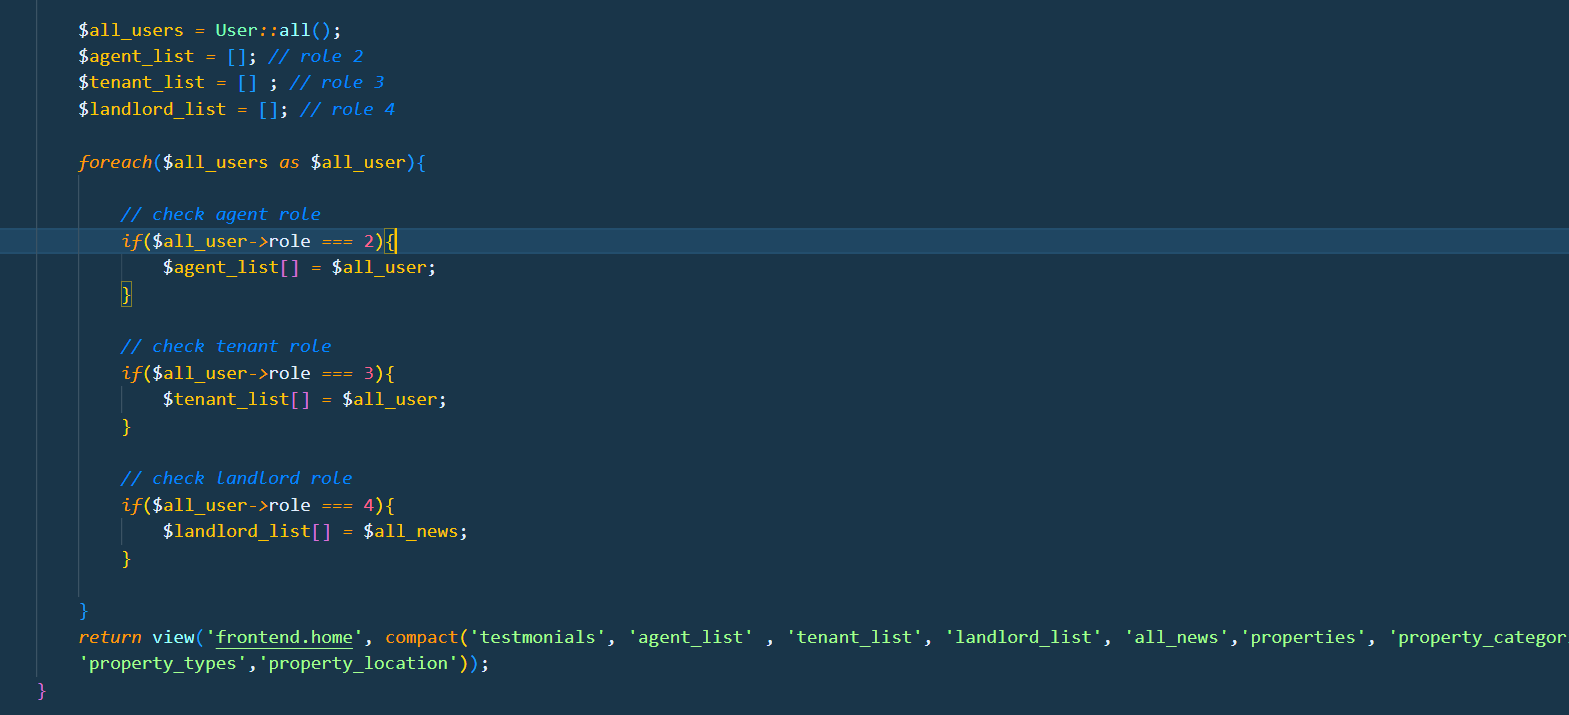 $all_users = User::all();
$agent_list = []; // role 2
$tenant_list = [] ; // role 3
$landlord_list = []; // role 4
foreach($all_users as $all_user){
// check agent role
if($all_user->role === 2){
$agent_list[] = $all_user;
}
// check tenant role
if($all_user->role === 3){
$tenant_list[] = $all_user;
}
// check landlord role
if($all_user->role === 4){
$landlord_list[] = $all_news;
}
}
return view('frontend.home', compact('testmonials', 'agent_list' , 'tenant_list', 'landlord_list', 'all_news','properties', 'property_categor
'property_types','property_location'));
}